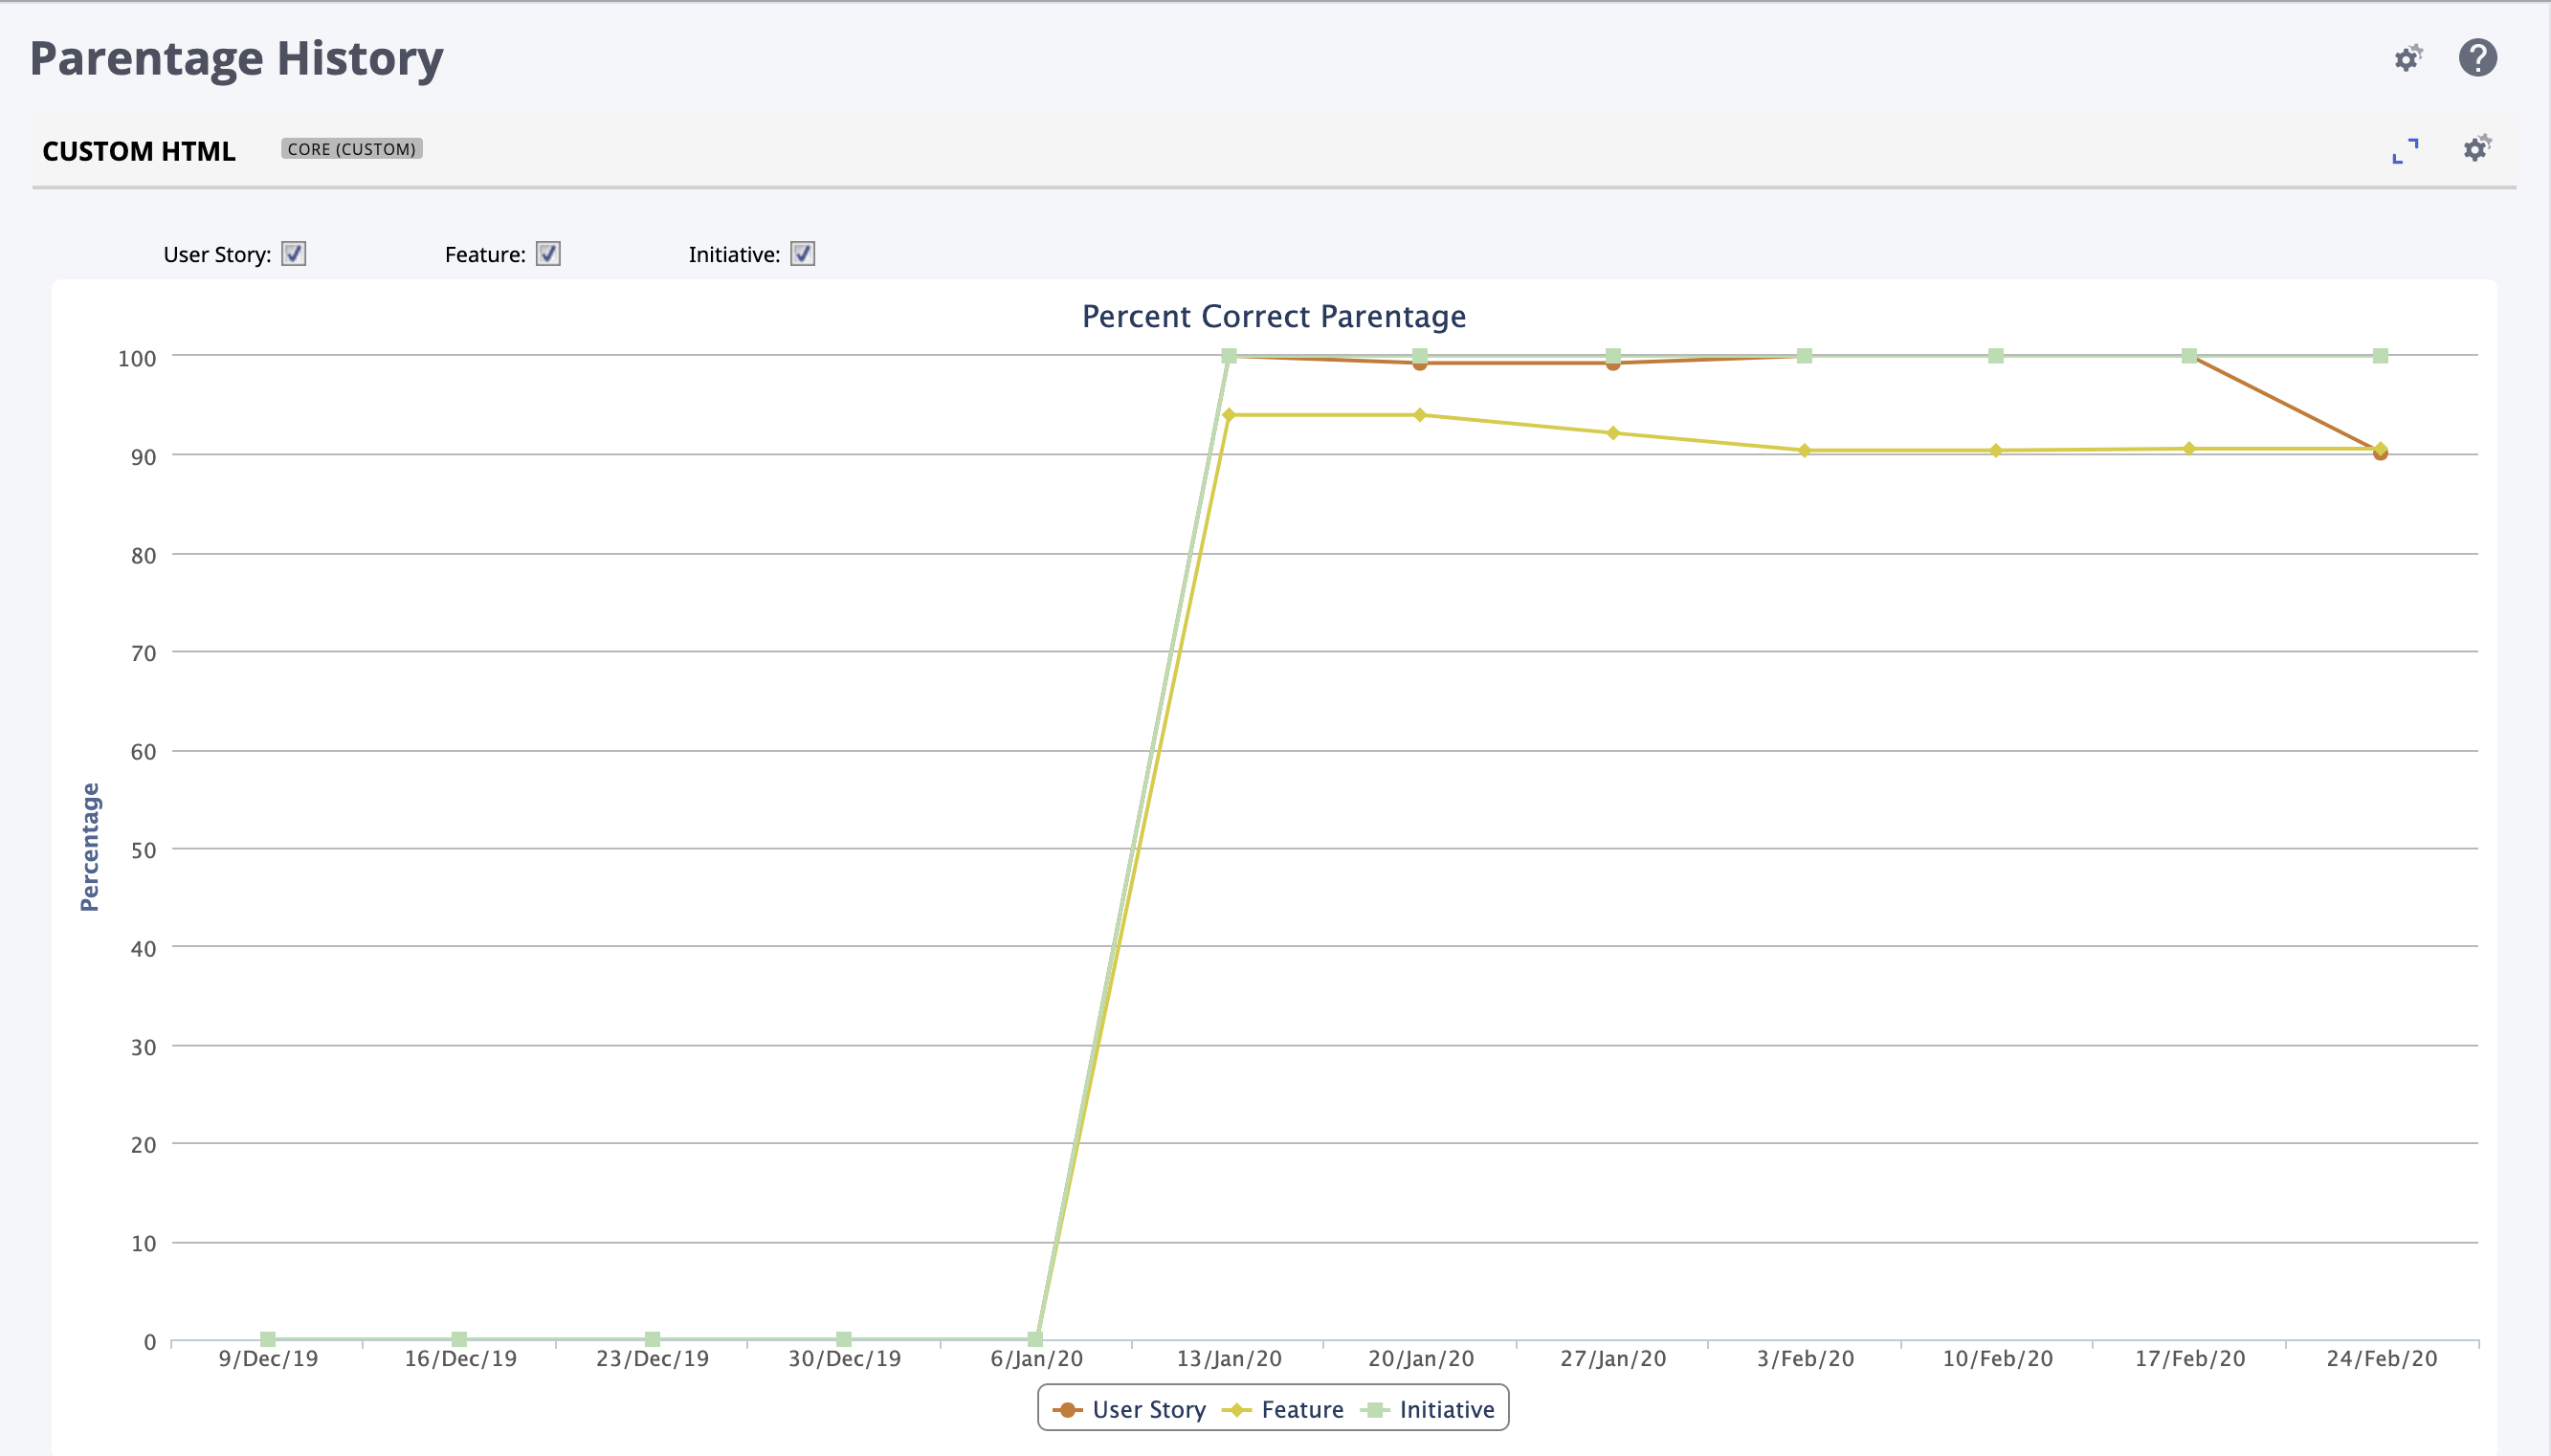 Parentage History
?
CUSTOM HTML CORE (CUSTOM)
User Story: Feature: Initiative:
Percent Correct Parentage
100
90
80
70
60
50
40
30
20
10
0
Percentage
9/Dec/19 16/Dec/19 23/Dec/19 30/Dec/19 6/Jan/20 13/Jan/20 20/Jan/20 27/Jan/20 3/Feb/20 10/Feb/20 17/Feb/20 24/Feb/20
User Story Feature Initiative